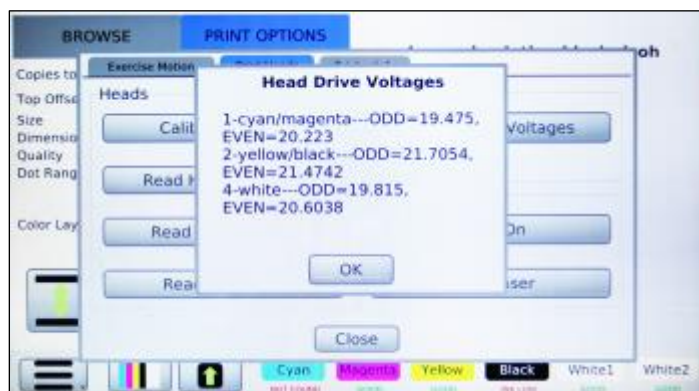 BROWSE
PRINT OPTIONS
oh
Copies to
Exercise Motion
Top Offse
Heads
Size
Dimensio
Quality
Dot Rang
Color Lay
Calib
Voltages
Read H
Read
On
Rea
ser
Head Drive Voltages
1-cyan/magenta---ODD=19.475,
EVEN=20.223
2-yellow/black---ODD=21.7054,
EVEN=21.4742
4-white---ODD=19.815,
EVEN=20.6038
OK
Close
Cyan Magenta Yellow Black White1 White2